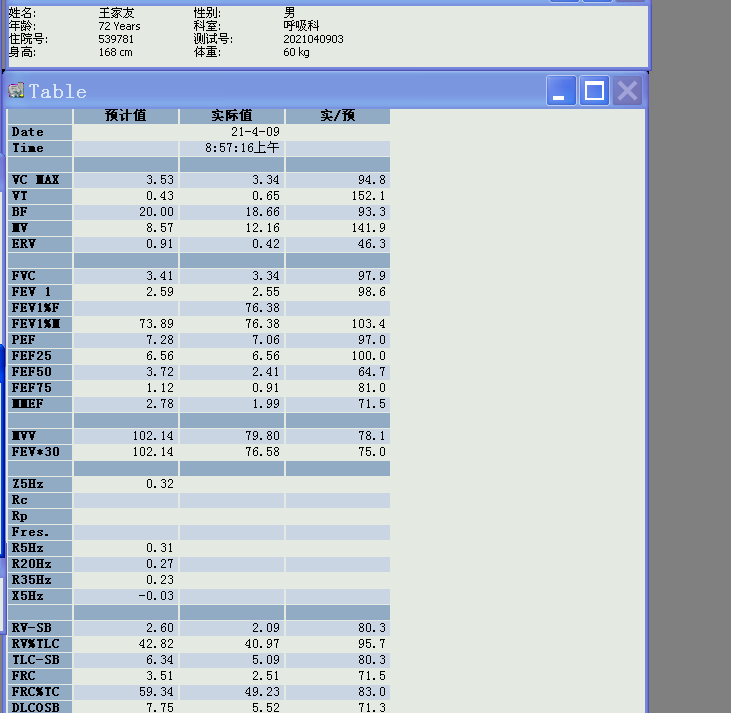 姓名: 王家友 性别: 男
年龄: 72 Years 科室: 呼吸科
住院号: 539781 测试号: 2021040903
身高: 168 cm 体重: 60 kg
Table
预计值 实际值 实/预
Date 21-4-09
Time 8:57:16上午
VC MAX 3.53 3.34 94.8
VT 0.43 0.65 152.1
BF 20.00 18.66 93.3
MV 8.57 12.16 141.9
ERV 0.91 0.42 46.3
FVC 3.41 3.34 97.9
FEV 1 2.59 2.55 98.6
FEV1%F 76.38
FEV1%M 73.89 76.38 103.4
PEF 7.28 7.06 97.0
FEF25 6.56 6.56 100.0
FEF50 3.72 2.41 64.7
FEF75 1.12 0.91 81.0
MMEF 2.78 1.99 71.5
MVV 102.14 79.80 78.1
FEV*30 102.14 76.58 75.0
Z5Hz 0.32
Rc
Rp
Fres.
R5Hz 0.31
R20Hz 0.27
R35Hz 0.23
X5Hz -0.03
RV-SB 2.60 2.09 80.3
RV%TLC 42.82 40.97 95.7
TLC-SB 6.34 5.09 80.3
FRC 3.51 2.51 71.5
FRC%TC 59.34 49.23 83.0
DLCOSB 7.75 5.52 71.3